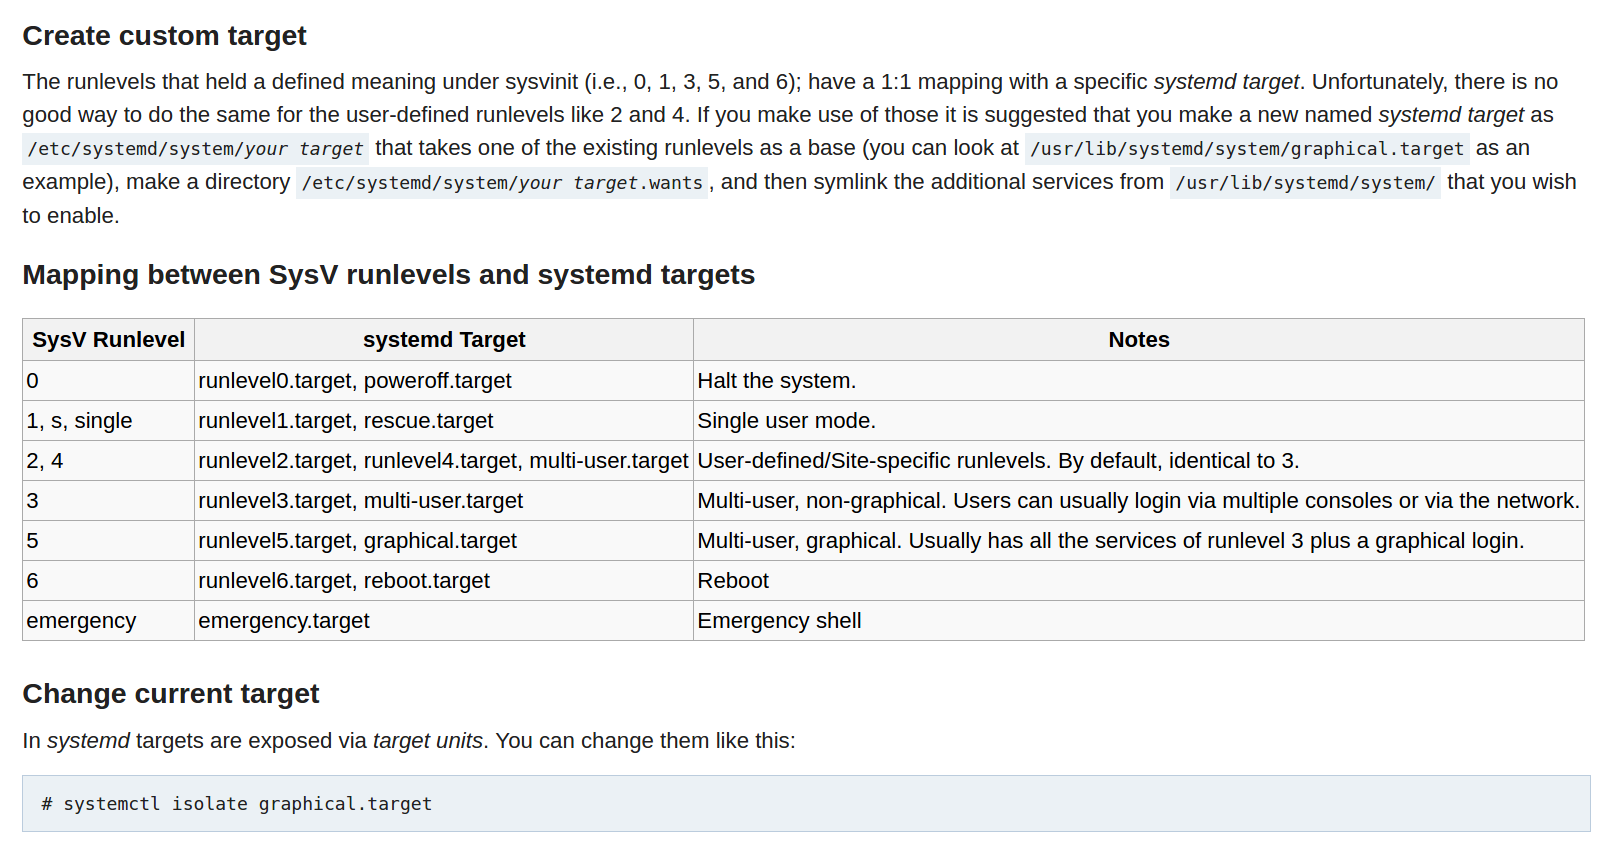 Create custom target
The runlevels that held a defined meaning under sysvinit (i.e., 0, 1, 3, 5, and 6); have a 1:1 mapping with a specific systemd target. Unfortunately, there is no
good way to do the same for the user-defined runlevels like 2 and 4. If you make use of those it is suggested that you make a new named systemd target as
/etc/systemd/system/your target that takes one of the existing runlevels as a base (you can look at /usr/lib/systemd/system/graphical.target as an
example), make a directory /etc/systemd/system/your target.wants, and then symlink the additional services from /usr/lib/systemd/system/ that you wish
to enable.
Mapping between SysV runlevels and systemd targets
SysV Runlevel systemd Target Notes
0 runlevel0.target, poweroff.target Halt the system.
1, s, single runlevel1.target, rescue.target Single user mode.
2, 4 runlevel2.target, runlevel4.target, multi-user.target User-defined/Site-specific runlevels. By default, identical to 3.
3 runlevel3.target, multi-user.target Multi-user, non-graphical. Users can usually login via multiple consoles or via the network.
5 runlevel5.target, graphical.target Multi-user, graphical. Usually has all the services of runlevel 3 plus a graphical login.
6 runlevel6.target, reboot.target Reboot
emergency emergency.target Emergency shell
Change current target
In systemd targets are exposed via target units. You can change them like this:
# systemctl isolate graphical.target